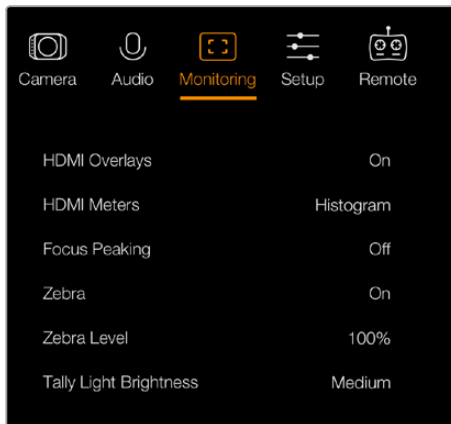 Camera Audio Monitoring Setup Remote
HDMI Overlays On
HDMI Meters Histogram
Focus Peaking Off
Zebra On
Zebra Level 100%
Tally Light Brightness Medium